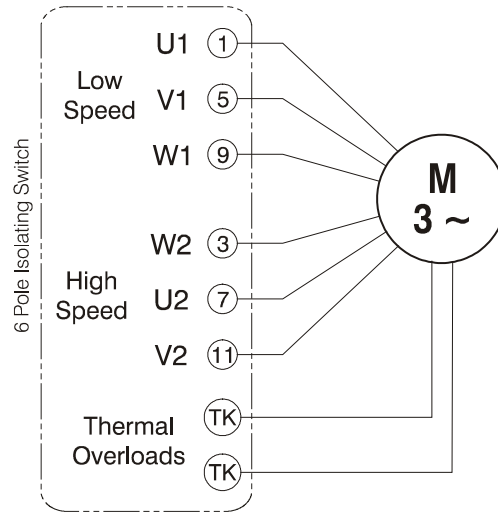 6 Pole Isolating Switch
Low
Speed
U1 1
V1 5
W1 9
High
Speed
W2 3
U2 7
V2 11
Thermal
Overloads
TK
TK
M
3 ~